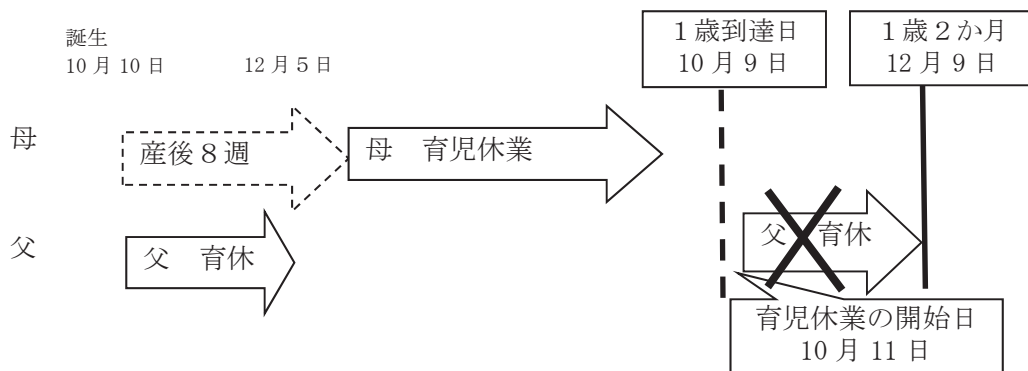 誕生
10月10日 12月5日
1歳到達日
10月9日
1歳2か月
12月9日
母
産後8週
母 育児休業
父
父 育休
父 育休
育児休業の開始日
10月11日